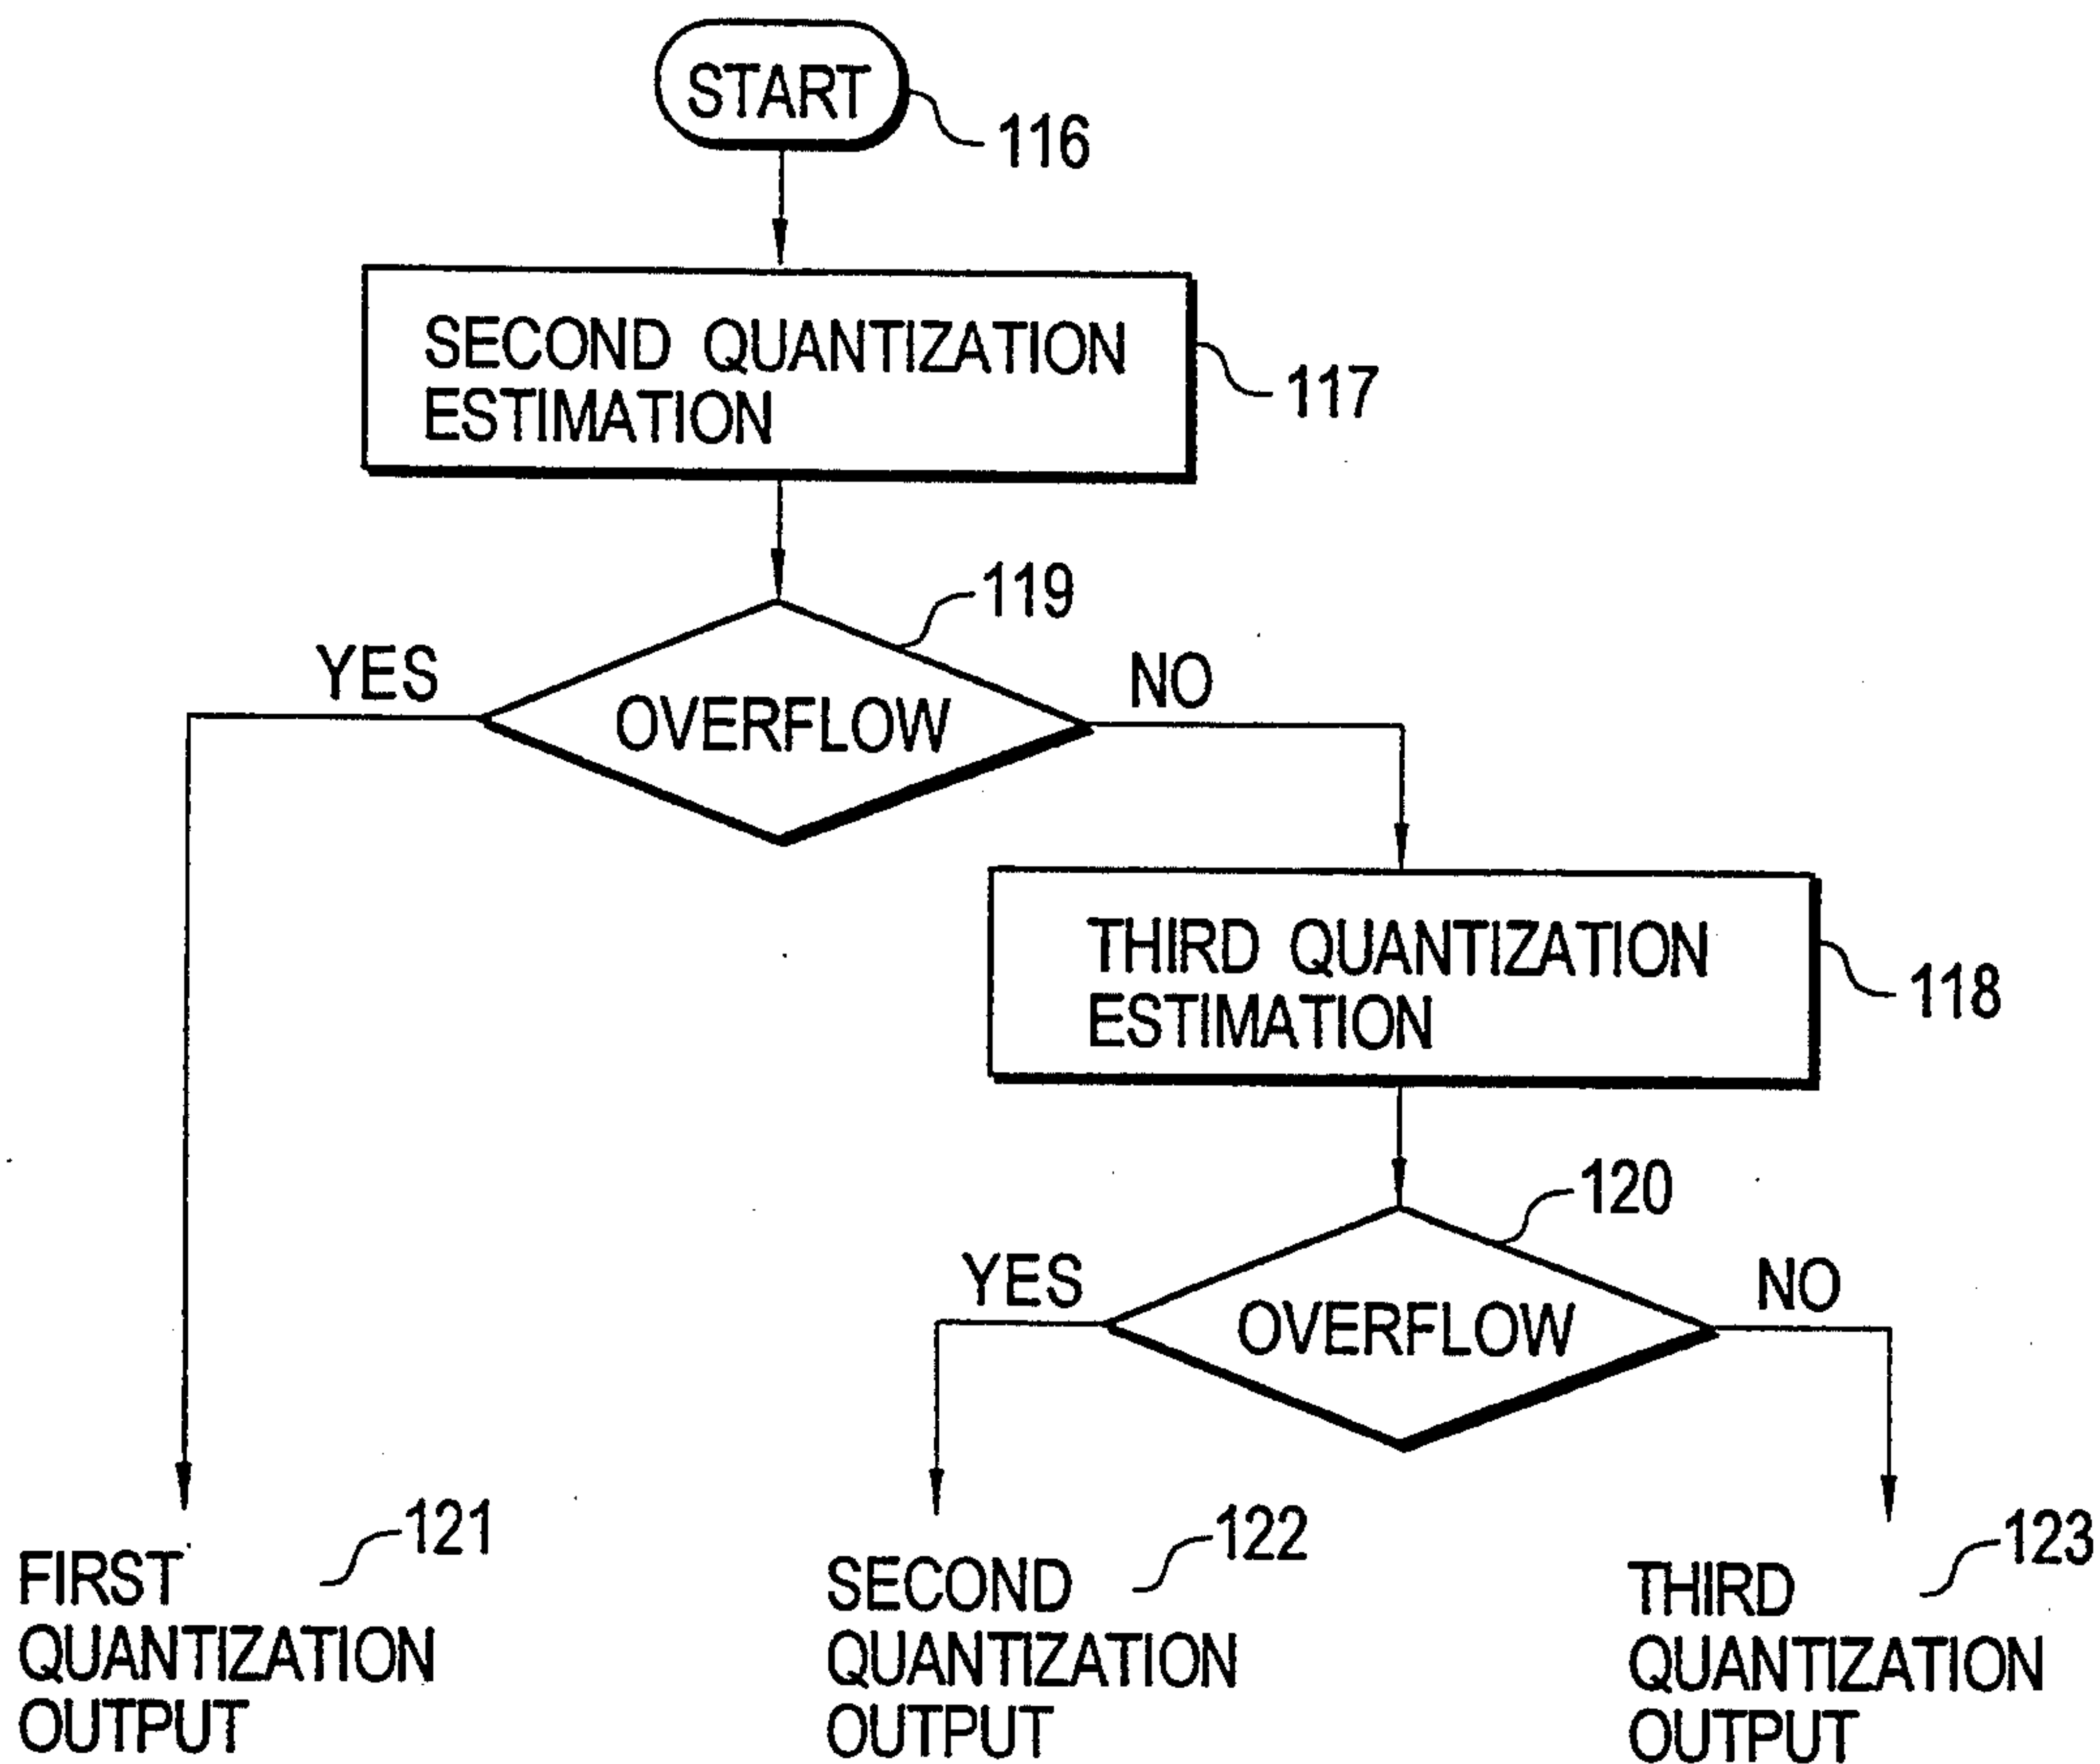 START
116
SECOND QUANTIZATION
ESTIMATION
117
119
YES
NO
OVERFLOW
THIRD QUANTIZATION
ESTIMATION
118
120
YES
NO
OVERFLOW
121
FIRST
QUANTIZATION
OUTPUT
122
SECOND
QUANTIZATION
OUTPUT
123
THIRD
QUANTIZATION
OUTPUT